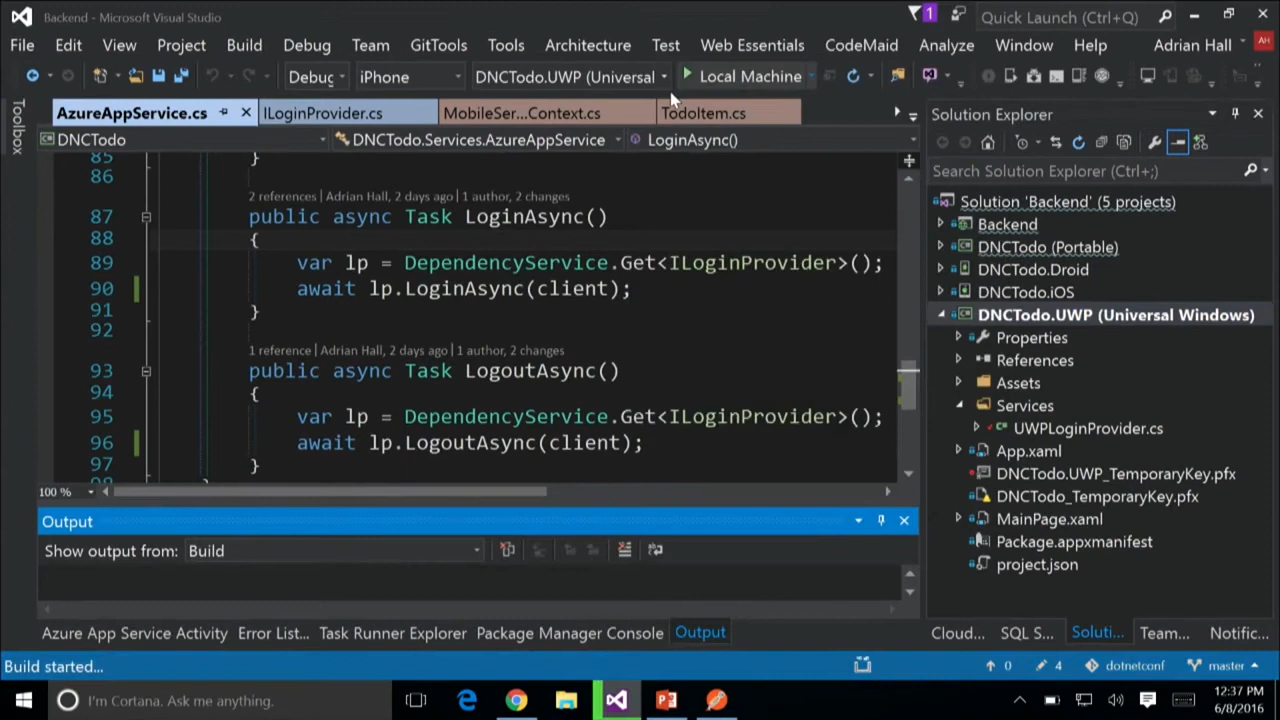 Backend - Microsoft Visual Studio
1
Quick Launch (Ctrl+Q)
File Edit View Project Build Debug Team GitTools Tools Architecture Test Web Essentials CodeMaid Analyze Window Help Adrian Hall AH
Debug iPhone DNCTodo.UWP (Universal Local Machine
Toolbox
AzureAppService.cs ILoginProvider.cs MobileSer...Context.cs TodoItem.cs
DNCTodo DNCTodo.Services.AzureAppService LoginAsync()
85 }
86
2 references | Adrian Hall, 2 days ago | 1 author, 2 changes
87 public async Task LoginAsync()
88 {
89 var lp = DependencyService.Get<ILoginProvider>();
90 await lp.LoginAsync(client);
91 }
92
1 reference | Adrian Hall, 2 days ago | 1 author, 2 changes
93 public async Task LogoutAsync()
94 {
95 var lp = DependencyService.Get<ILoginProvider>();
96 await lp.LogoutAsync(client);
97 }
100 %
Output
Show output from: Build
Azure App Service Activity Error List... Task Runner Explorer Package Manager Console Output
Solution Explorer
Search Solution Explorer (Ctrl+;)
Solution 'Backend' (5 projects)
Backend
DNCTodo (Portable)
DNCTodo.Droid
DNCTodo.iOS
DNCTodo.UWP (Universal Windows)
Properties
References
Assets
Services
UWPLoginProvider.cs
App.xaml
DNCTodo.UWP_TemporaryKey.pfx
DNCTodo_TemporaryKey.pfx
MainPage.xaml
Package.appxmanifest
project.json
Cloud... SQL S... Soluti... Team... Notific...
Build started... 0 4 dotnetconf master
I'm Cortana. Ask me anything.
12:37 PM
6/8/2016